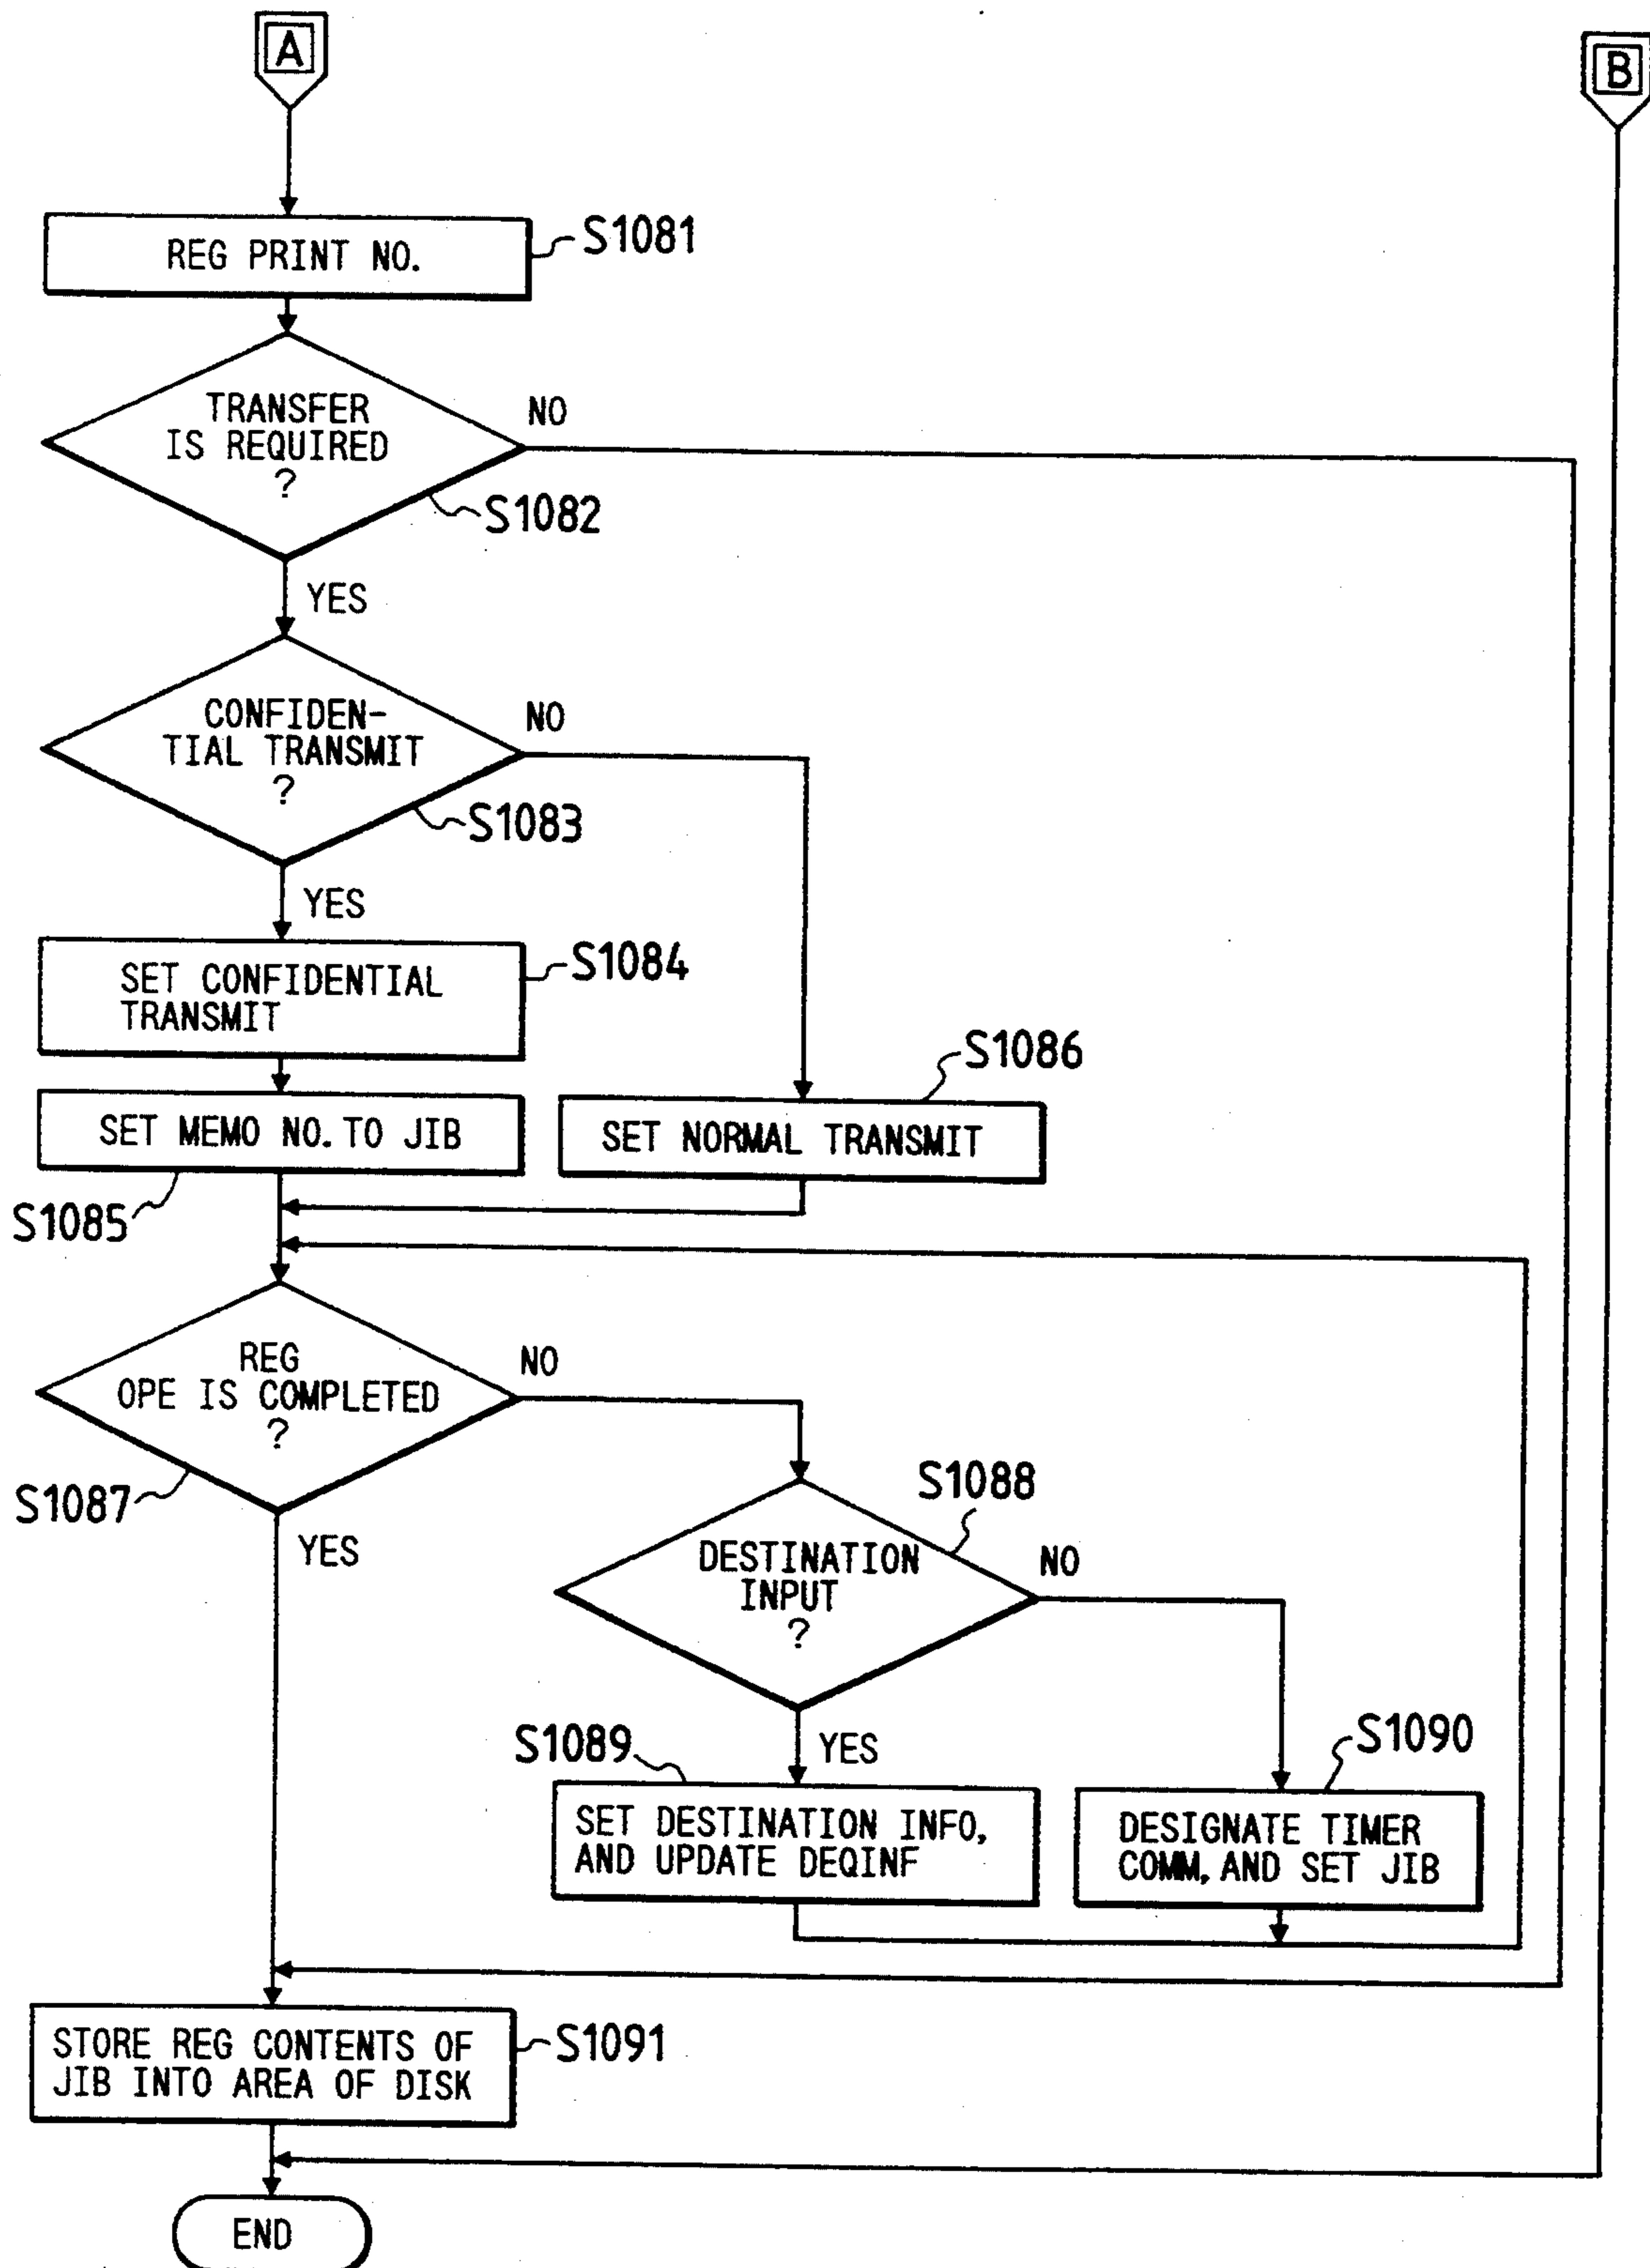 A
B
REG PRINT NO.
S1081
TRANSFER
IS REQUIRED
?
NO
S1082
YES
CONFIDEN-
TIAL TRANSMIT
?
NO
S1083
YES
SET CONFIDENTIAL
TRANSMIT
S1084
SET MEMO NO. TO JIB
S1085
S1086
SET NORMAL TRANSMIT
REG
OPE IS COMPLETED
?
NO
S1087
YES
S1088
DESTINATION
INPUT
?
NO
YES
S1089
SET DESTINATION INFO,
AND UPDATE DEQINF
S1090
DESIGNATE TIMER
COMM, AND SET JIB
STORE REG CONTENTS OF
JIB INTO AREA OF DISK
S1091
END